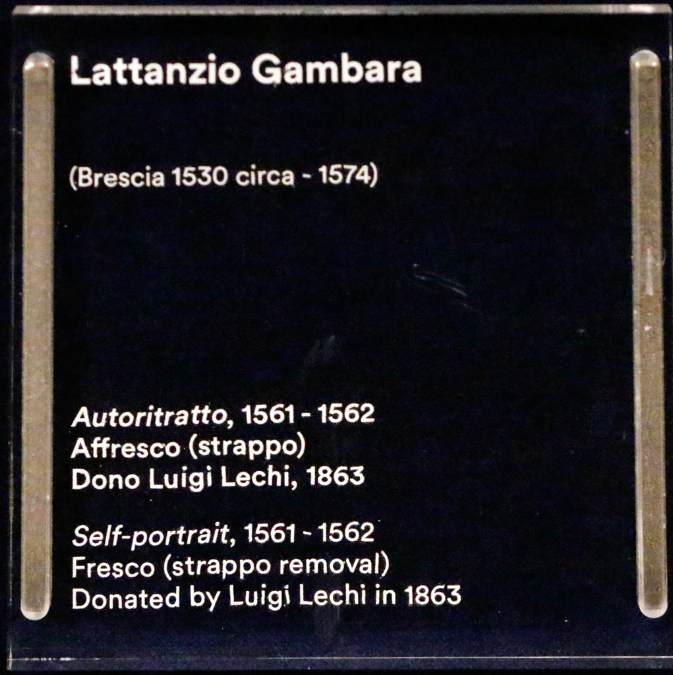 Lattanzio Gambara
(Brescia 1530 circa - 1574)
Autoritratto, 1561 - 1562
Affresco (strappo)
Dono Luigi Lechi, 1863
Self-portrait, 1561 - 1562
Fresco (strappo removal)
Donated by Luigi Lechi in 1863